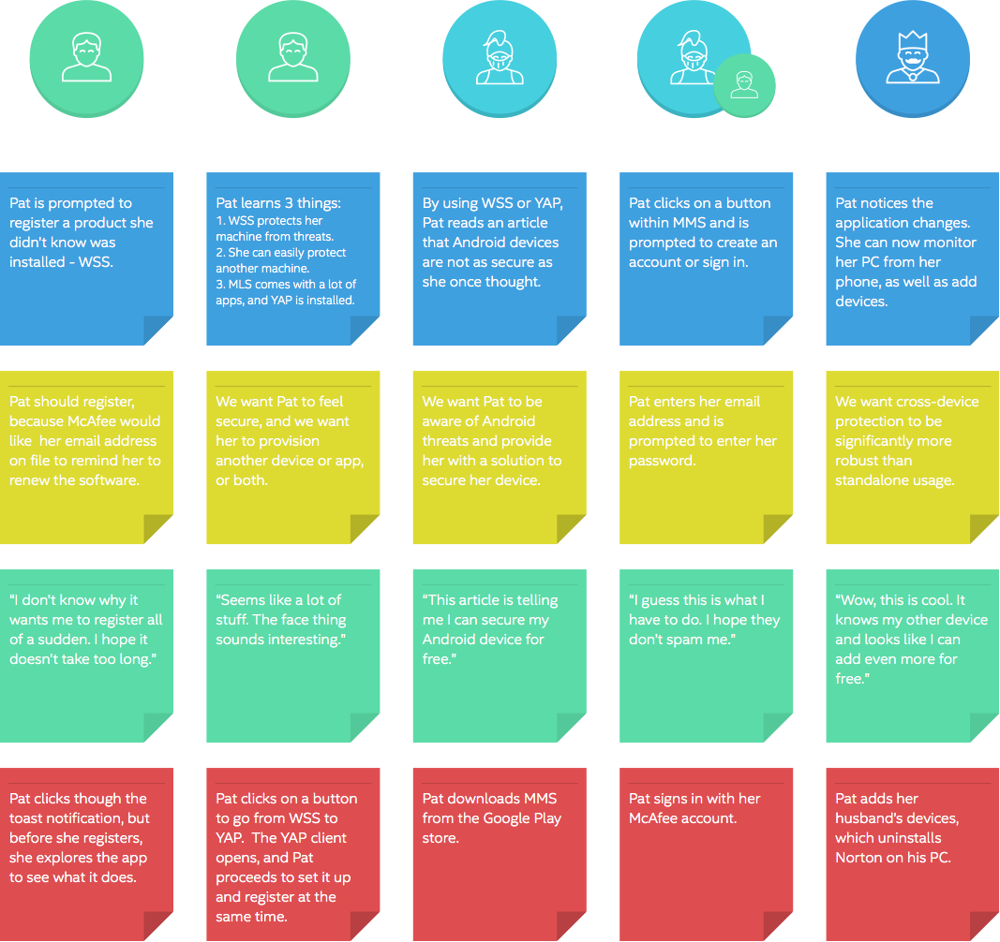 Pat is prompted to
register a product she
didn't know was
installed - WSS.
Pat learns 3 things:
1. WSS protects her
machine from threats.
2. She can easily protect
another machine.
3. MLS comes with a lot of
apps, and YAP is installed.
By using WSS or YAP,
Pat reads an article
that Android devices
are not as secure as
she once thought.
Pat clicks on a button
within MMS and is
prompted to create an
account or sign in.
Pat notices the
application changes.
She can now monitor
her PC from her
phone, as well as add
devices.
Pat should register,
because McAfee would
like  her email address
on file to remind her to
renew the software.
We want Pat to feel
secure, and we want
her to provision
another device or app,
or both.
We want Pat to be
aware of Android
threats and provide
her with a solution to
secure her device.
Pat enters her email
address and is
prompted to enter her
password.
We want cross-device
protection to be
significantly more
robust than
standalone usage.
“I don't know why it
wants me to register all
of a sudden. I hope it
doesn't take too long.”
“Seems like a lot of
stuff. The face thing
sounds interesting.”
“This article is telling
me I can secure my
Android device for
free.”
“I guess this is what I
have to do. I hope they
don't spam me.”
“Wow, this is cool. It
knows my other device
and looks like I can
add even more for
free.”
Pat clicks though the
toast notification, but
before she registers,
she explores the app
to see what it does.
Pat clicks on a button
to go from WSS to
YAP.  The YAP client
opens, and Pat
proceeds to set it up
and register at the
same time.
Pat downloads MMS
from the Google Play
store.
Pat signs in with her
McAfee account.
Pat adds her
husband's devices,
which uninstalls
Norton on his PC.